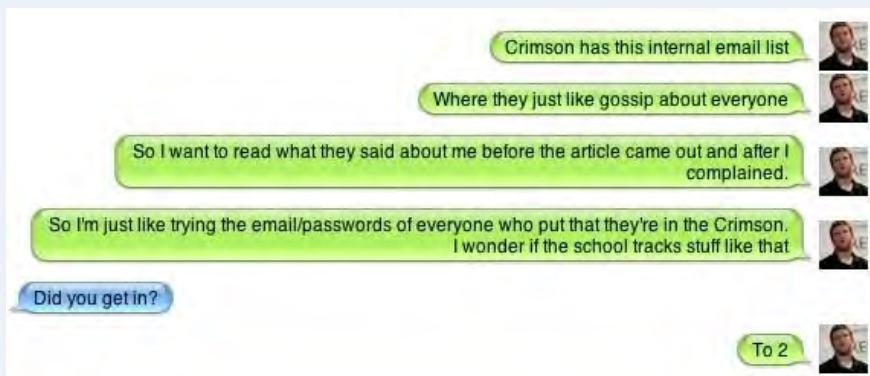 Crimson has this internal email list
Where they just like gossip about everyone
So I want to read what they said about me before the article came out and after I
complained.
So I'm just like trying the email/passwords of everyone who put that they're in the Crimson.
I wonder if the school tracks stuff like that
Did you get in?
To 2